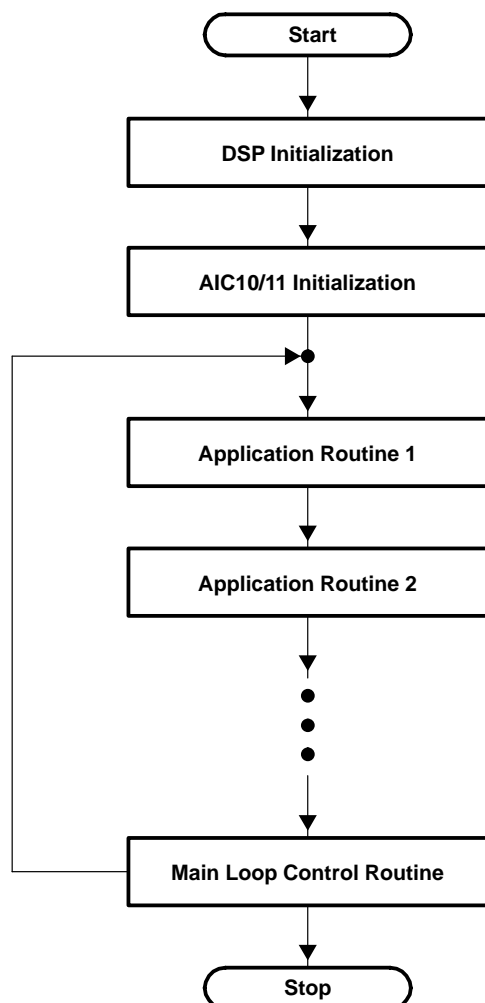 Start
DSP Initialization
AIC10/11 Initialization
Application Routine 1
Application Routine 2
Main Loop Control Routine
Stop